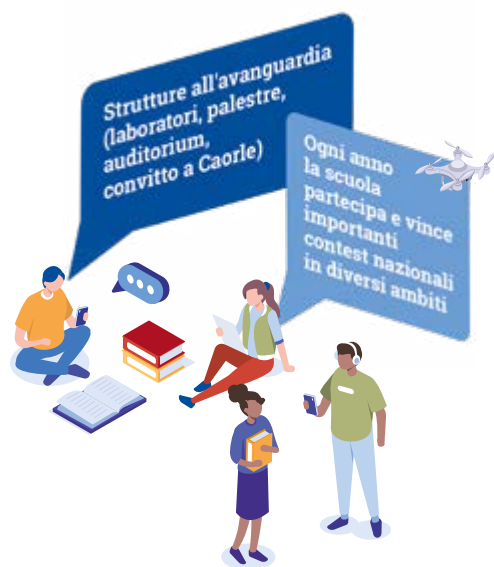 Strutture all'avanguardia
(laboratori, palestre,
auditorium,
convitto a Caorle)
Ogni anno
la scuola
partecipa e vince
importanti
contest nazionali
in diversi ambiti